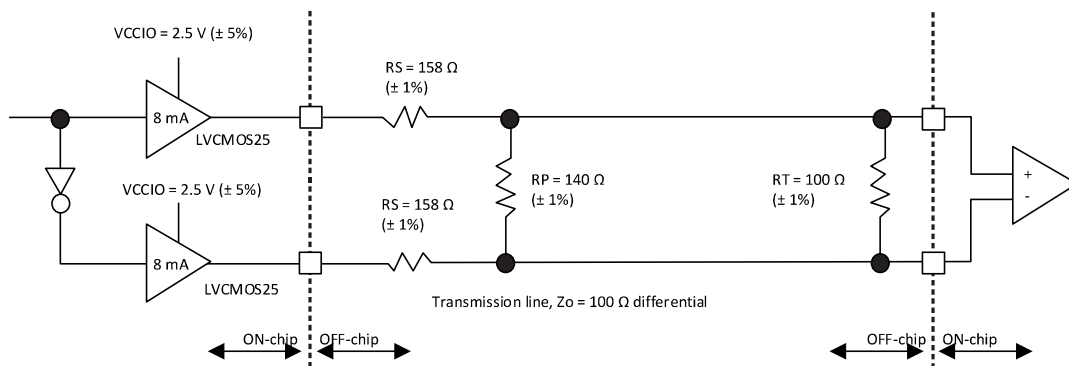 VCCIO = 2.5 V (± 5%)
8 mA
LVCMOS25
RS = 158 Ω
(± 1%)
VCCIO = 2.5 V (± 5%)
8 mA
LVCMOS25
RS = 158 Ω
(± 1%)
RP = 140 Ω
(± 1%)
RT = 100 Ω
(± 1%)
+
-
Transmission line, Zo = 100 Ω differential
ON-chip
OFF-chip
OFF-chip
ON-chip